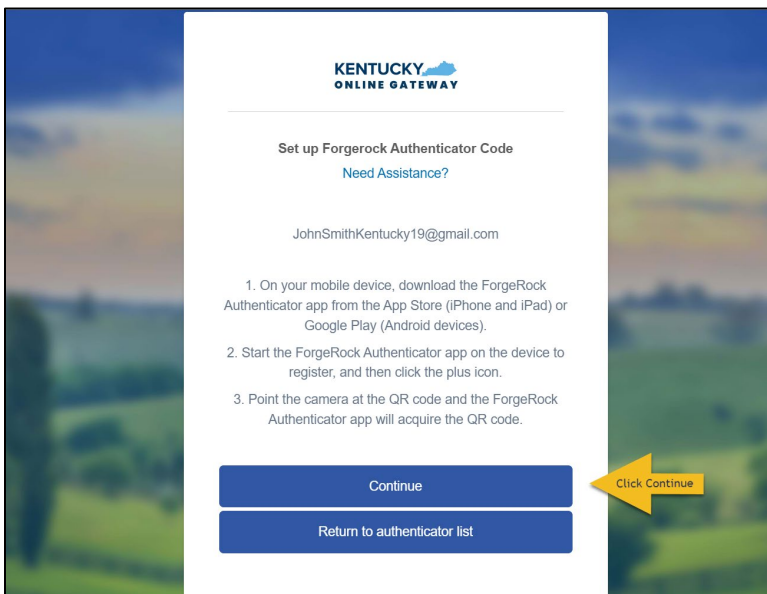 KENTUCKY
ONLINE GATEWAY
Set up Forgerock Authenticator Code
Need Assistance?
JohnSmithKentucky19@gmail.com
1. On your mobile device, download the ForgeRock
Authenticator app from the App Store (iPhone and iPad) or
Google Play (Android devices).
2. Start the ForgeRock Authenticator app on the device to
register, and then click the plus icon.
3. Point the camera at the QR code and the ForgeRock
Authenticator app will acquire the QR code.
Continue
Click Continue
Return to authenticator list